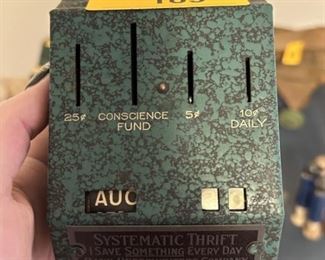 25¢ CONSCIENCE FUND 5¢ 10¢ DAILY
AUG
SYSTEMATIC THRIFT
I SAVE SOMETHING EVERY DAY